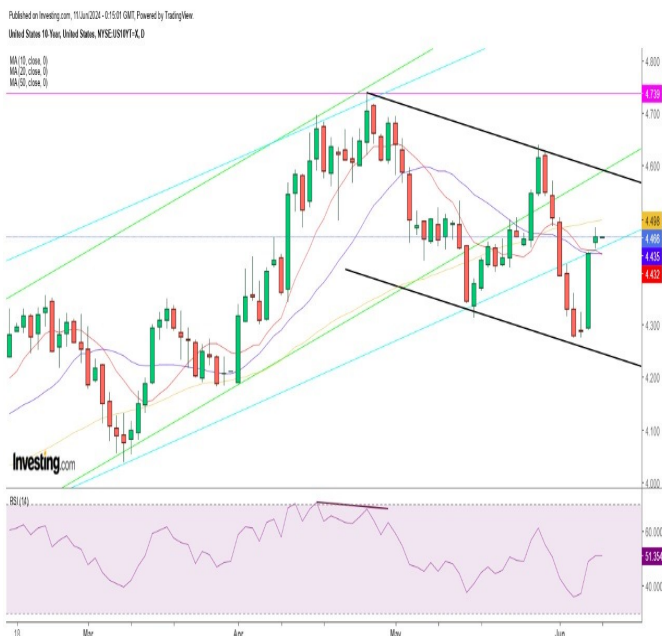 Published on Investing.com, 11/Jun/2024 - 0:15:01 GMT, Powered by TradingView.
United States 10-Year, United States, NYSE:US10YT=X, D
MA (10, close, 0)
MA (20, close, 0)
MA (50, close, 0)
4.800
4.739
4.700
4.600
4.498
4.466
4.435
4.432
4.300
4.200
4.100
4.000
Investing.com
RSI (14)
60.000
51.354
40.000
19 Mar Apr May Jun